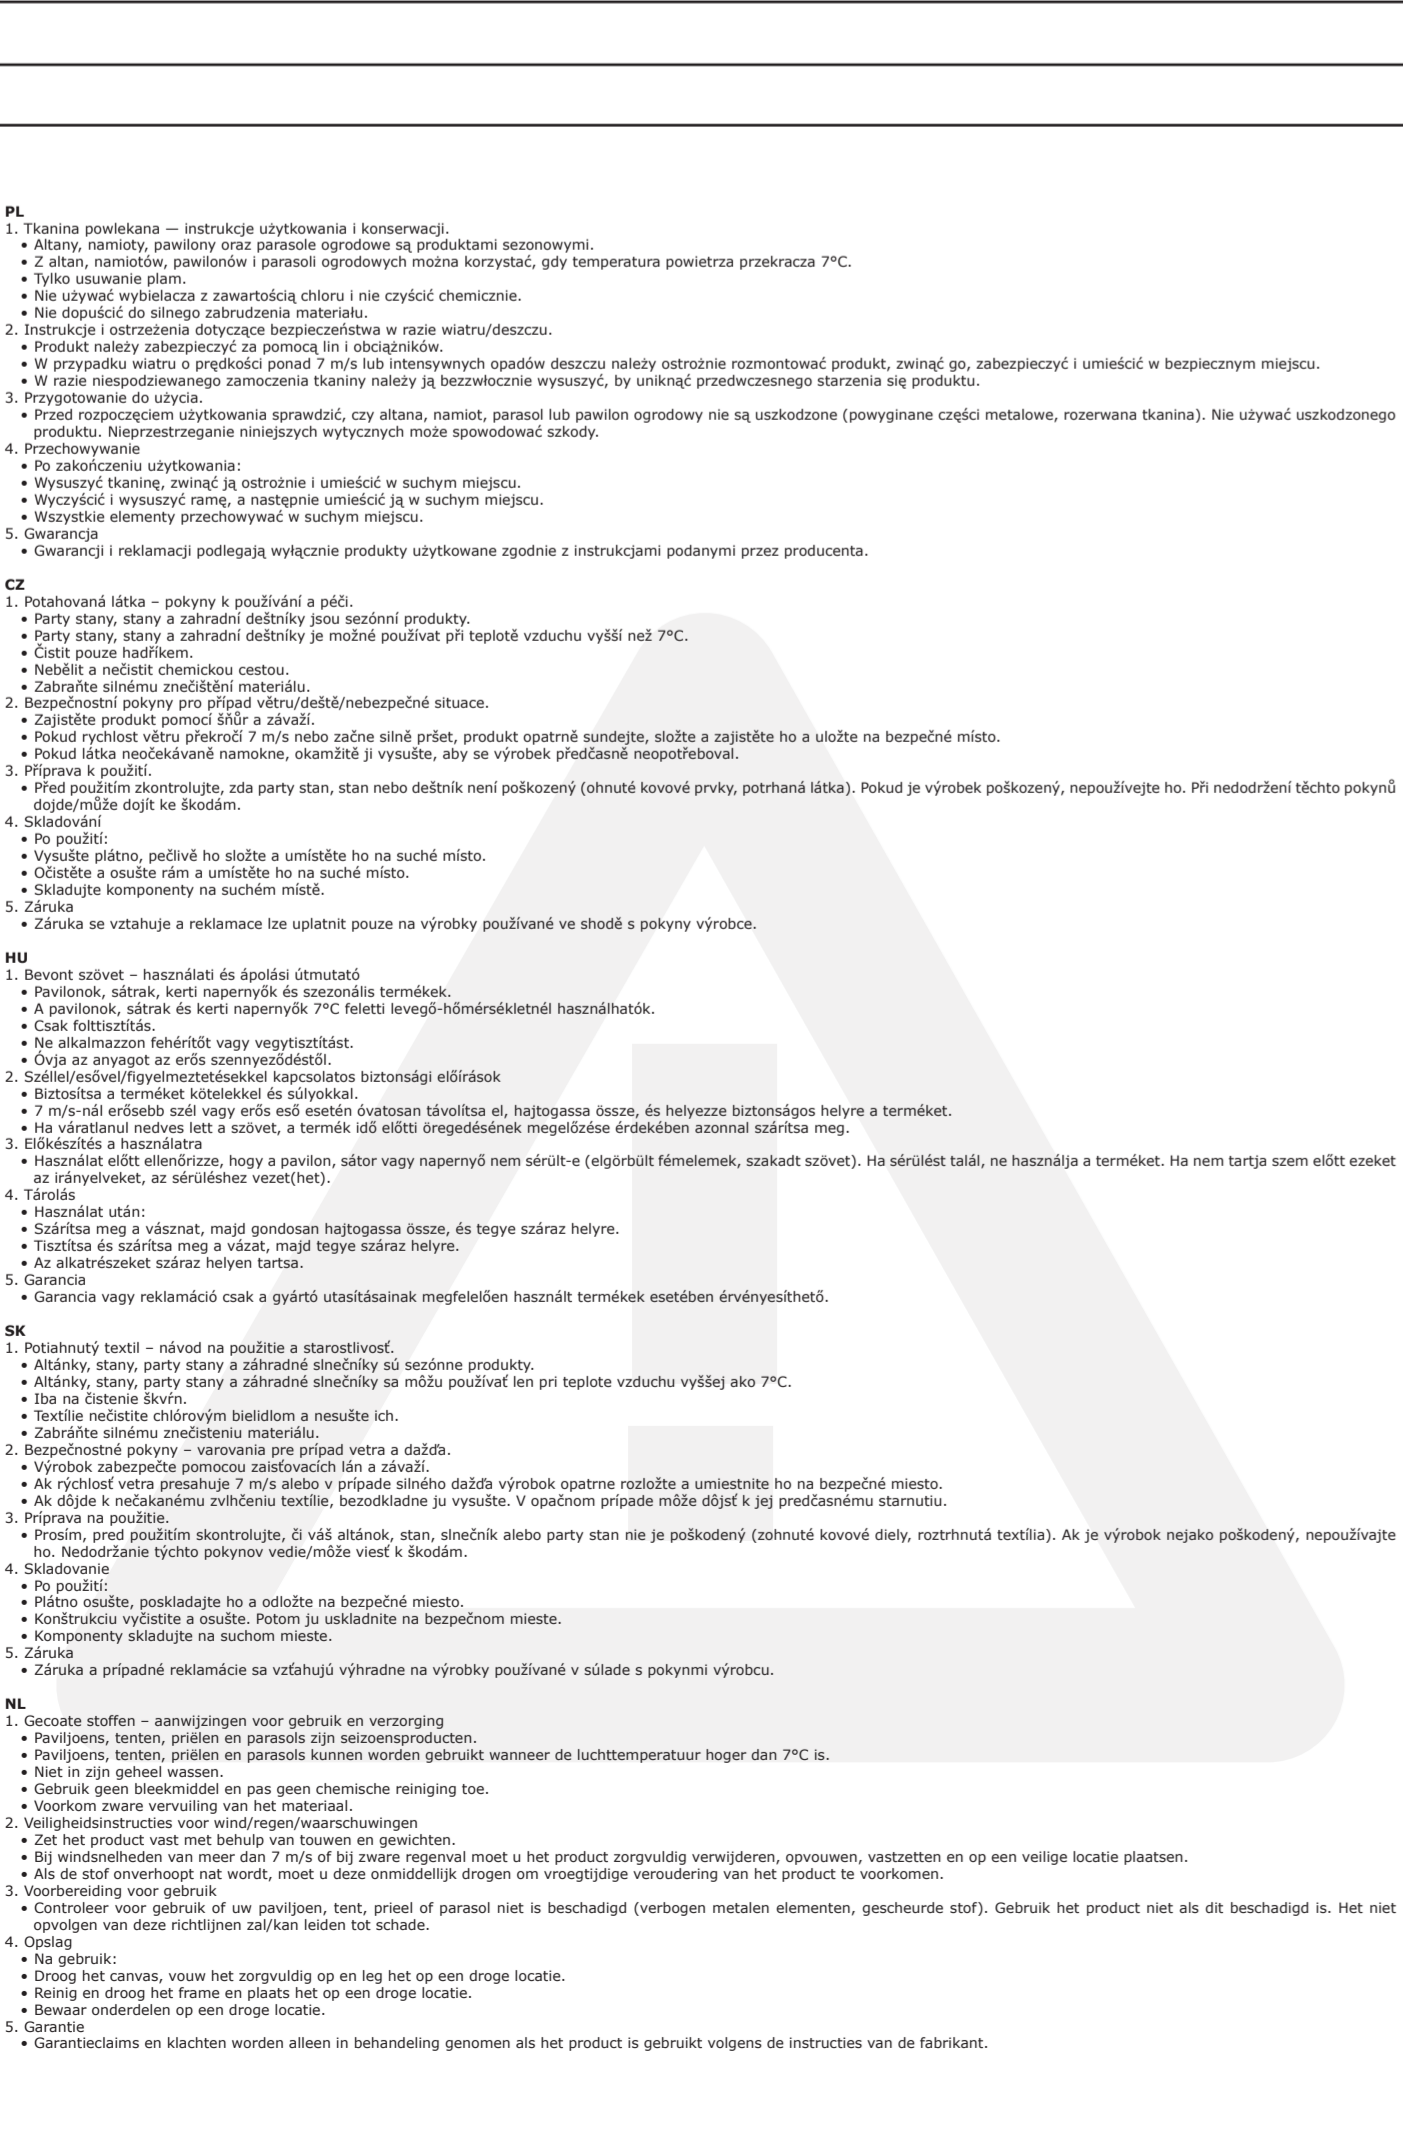 PL
1. Tkanina powlekana — instrukcje użytkowania i konserwacji.
• Altany, namioty, pawilony oraz parasole ogrodowe są produktami sezonowymi.
• Z altan, namiotów, pawilonów i parasoli ogrodowych można korzystać, gdy temperatura powietrza przekracza 7°C.
• Tylko usuwanie plam.
• Nie używać wybielacza z zawartością chloru i nie czyścić chemicznie.
• Nie dopuścić do silnego zabrudzenia materiału.
2. Instrukcje i ostrzeżenia dotyczące bezpieczeństwa w razie wiatru/deszczu.
• Produkt należy zabezpieczyć za pomocą lin i obciążników.
• W przypadku wiatru o prędkości ponad 7 m/s lub intensywnych opadów deszczu należy ostrożnie rozmontować produkt, zwinąć go, zabezpieczyć i umieścić w bezpiecznym miejscu.
• W razie niespodziewanego zamoczenia tkaniny należy ją bezzwłocznie wysuszyć, by uniknąć przedwczesnego starzenia się produktu.
3. Przygotowanie do użycia.
• Przed rozpoczęciem użytkowania sprawdzić, czy altana, namiot, parasol lub pawilon ogrodowy nie są uszkodzone (powyginane części metalowe, rozerwana tkanina). Nie używać uszkodzonego
produktu. Nieprzestrzeganie niniejszych wytycznych może spowodować szkody.
4. Przechowywanie
• Po zakończeniu użytkowania:
• Wysuszyć tkaninę, zwinąć ją ostrożnie i umieścić w suchym miejscu.
• Wyczyścić i wysuszyć ramę, a następnie umieścić ją w suchym miejscu.
• Wszystkie elementy przechowywać w suchym miejscu.
5. Gwarancja
• Gwarancji i reklamacji podlegają wyłącznie produkty użytkowane zgodnie z instrukcjami podanymi przez producenta.
CZ
1. Potahovaná látka – pokyny k používání a péči.
• Party stany, stany a zahradní deštníky jsou sezónní produkty.
• Party stany, stany a zahradní deštníky je možné používat při teplotě vzduchu vyšší než 7°C.
• Čistit pouze hadříkem.
• Nebělit a nečistit chemickou cestou.
• Zabraňte silnému znečištění materiálu.
2. Bezpečnostní pokyny pro případ větru/deště/nebezpečné situace.
• Zajistěte produkt pomocí šňůr a závaží.
• Pokud rychlost větru překročí 7 m/s nebo začne silně pršet, produkt opatrně sundejte, složte a zajistěte ho a uložte na bezpečné místo.
• Pokud látka neočekávaně namokne, okamžitě ji vysušte, aby se výrobek předčasně neopotřeboval.
3. Příprava k použití.
• Před použitím zkontrolujte, zda party stan, stan nebo deštník není poškozený (ohnuté kovové prvky, potrhaná látka). Pokud je výrobek poškozený, nepoužívejte ho. Při nedodržení těchto pokynů
dojde/může dojít ke škodám.
4. Skladování
• Po použití:
• Vysušte plátno, pečlivě ho složte a umístěte ho na suché místo.
• Očistěte a osušte rám a umístěte ho na suché místo.
• Skladujte komponenty na suchém místě.
5. Záruka
• Záruka se vztahuje a reklamace lze uplatnit pouze na výrobky používané ve shodě s pokyny výrobce.
HU
1. Bevont szövet – használati és ápolási útmutató
• Pavilonok, sátrak, kerti napernyők és szezonális termékek.
• A pavilonok, sátrak és kerti napernyők 7°C feletti levegő-hőmérsékletnél használhatók.
• Csak folttisztítás.
• Ne alkalmazzon fehérítőt vagy vegytisztítást.
• Óvja az anyagot az erős szennyeződéstől.
2. Széllel/esővel/figyelmeztetésekkel kapcsolatos biztonsági előírások
• Biztosítsa a terméket kötelekkel és súlyokkal.
• 7 m/s-nál erősebb szél vagy erős eső esetén óvatosan távolítsa el, hajtogassa össze, és helyezze biztonságos helyre a terméket.
• Ha váratlanul nedves lett a szövet, a termék idő előtti öregedésének megelőzése érdekében azonnal szárítsa meg.
3. Előkészítés a használatra
• Használat előtt ellenőrizze, hogy a pavilon, sátor vagy napernyő nem sérült-e (elgörbült fémelemek, szakadt szövet). Ha sérülést talál, ne használja a terméket. Ha nem tartja szem előtt ezeket
az irányelveket, az sérüléshez vezet(het).
4. Tárolás
• Használat után:
• Szárítsa meg a vásznat, majd gondosan hajtogassa össze, és tegye száraz helyre.
• Tisztítsa és szárítsa meg a vázat, majd tegye száraz helyre.
• Az alkatrészeket száraz helyen tartsa.
5. Garancia
• Garancia vagy reklamáció csak a gyártó utasításainak megfelelően használt termékek esetében érvényesíthető.
SK
1. Potiahnutý textil – návod na použitie a starostlivosť.
• Altánky, stany, party stany a záhradné slnečníky sú sezónne produkty.
• Altánky, stany, party stany a záhradné slnečníky sa môžu používať len pri teplote vzduchu vyššej ako 7°C.
• Iba na čistenie škvŕn.
• Textílie nečistite chlórovým bielidlom a nesušte ich.
• Zabráňte silnému znečisteniu materiálu.
2. Bezpečnostné pokyny – varovania pre prípad vetra a dažďa.
• Výrobok zabezpečte pomocou zaisťovacích lán a závaží.
• Ak rýchlosť vetra presahuje 7 m/s alebo v prípade silného dažďa výrobok opatrne rozložte a umiestnite ho na bezpečné miesto.
• Ak dôjde k nečakanému zvlhčeniu textílie, bezodkladne ju vysušte. V opačnom prípade môže dôjsť k jej predčasnému starnutiu.
3. Príprava na použitie.
• Prosím, pred použitím skontrolujte, či váš altánok, stan, slnečník alebo party stan nie je poškodený (zohnuté kovové diely, roztrhnutá textília). Ak je výrobok nejako poškodený, nepoužívajte
ho. Nedodržanie týchto pokynov vedie/môže viesť k škodám.
4. Skladovanie
• Po použití:
• Plátno osušte, poskladajte ho a odložte na bezpečné miesto.
• Konštrukciu vyčistite a osušte. Potom ju uskladnite na bezpečnom mieste.
• Komponenty skladujte na suchom mieste.
5. Záruka
• Záruka a prípadné reklamácie sa vzťahujú výhradne na výrobky používané v súlade s pokynmi výrobcu.
NL
1. Gecoate stoffen – aanwijzingen voor gebruik en verzorging
• Paviljoens, tenten, priëlen en parasols zijn seizoensproducten.
• Paviljoens, tenten, priëlen en parasols kunnen worden gebruikt wanneer de luchttemperatuur hoger dan 7°C is.
• Niet in zijn geheel wassen.
• Gebruik geen bleekmiddel en pas geen chemische reiniging toe.
• Voorkom zware vervuiling van het materiaal.
2. Veiligheidsinstructies voor wind/regen/waarschuwingen
• Zet het product vast met behulp van touwen en gewichten.
• Bij windsnelheden van meer dan 7 m/s of bij zware regenval moet u het product zorgvuldig verwijderen, opvouwen, vastzetten en op een veilige locatie plaatsen.
• Als de stof onverhoopt nat wordt, moet u deze onmiddellijk drogen om vroegtijdige veroudering van het product te voorkomen.
3. Voorbereiding voor gebruik
• Controleer voor gebruik of uw paviljoen, tent, prieel of parasol niet is beschadigd (verbogen metalen elementen, gescheurde stof). Gebruik het product niet als dit beschadigd is. Het niet
opvolgen van deze richtlijnen zal/kan leiden tot schade.
4. Opslag
• Na gebruik:
• Droog het canvas, vouw het zorgvuldig op en leg het op een droge locatie.
• Reinig en droog het frame en plaats het op een droge locatie.
• Bewaar onderdelen op een droge locatie.
5. Garantie
• Garantieclaims en klachten worden alleen in behandeling genomen als het product is gebruikt volgens de instructies van de fabrikant.